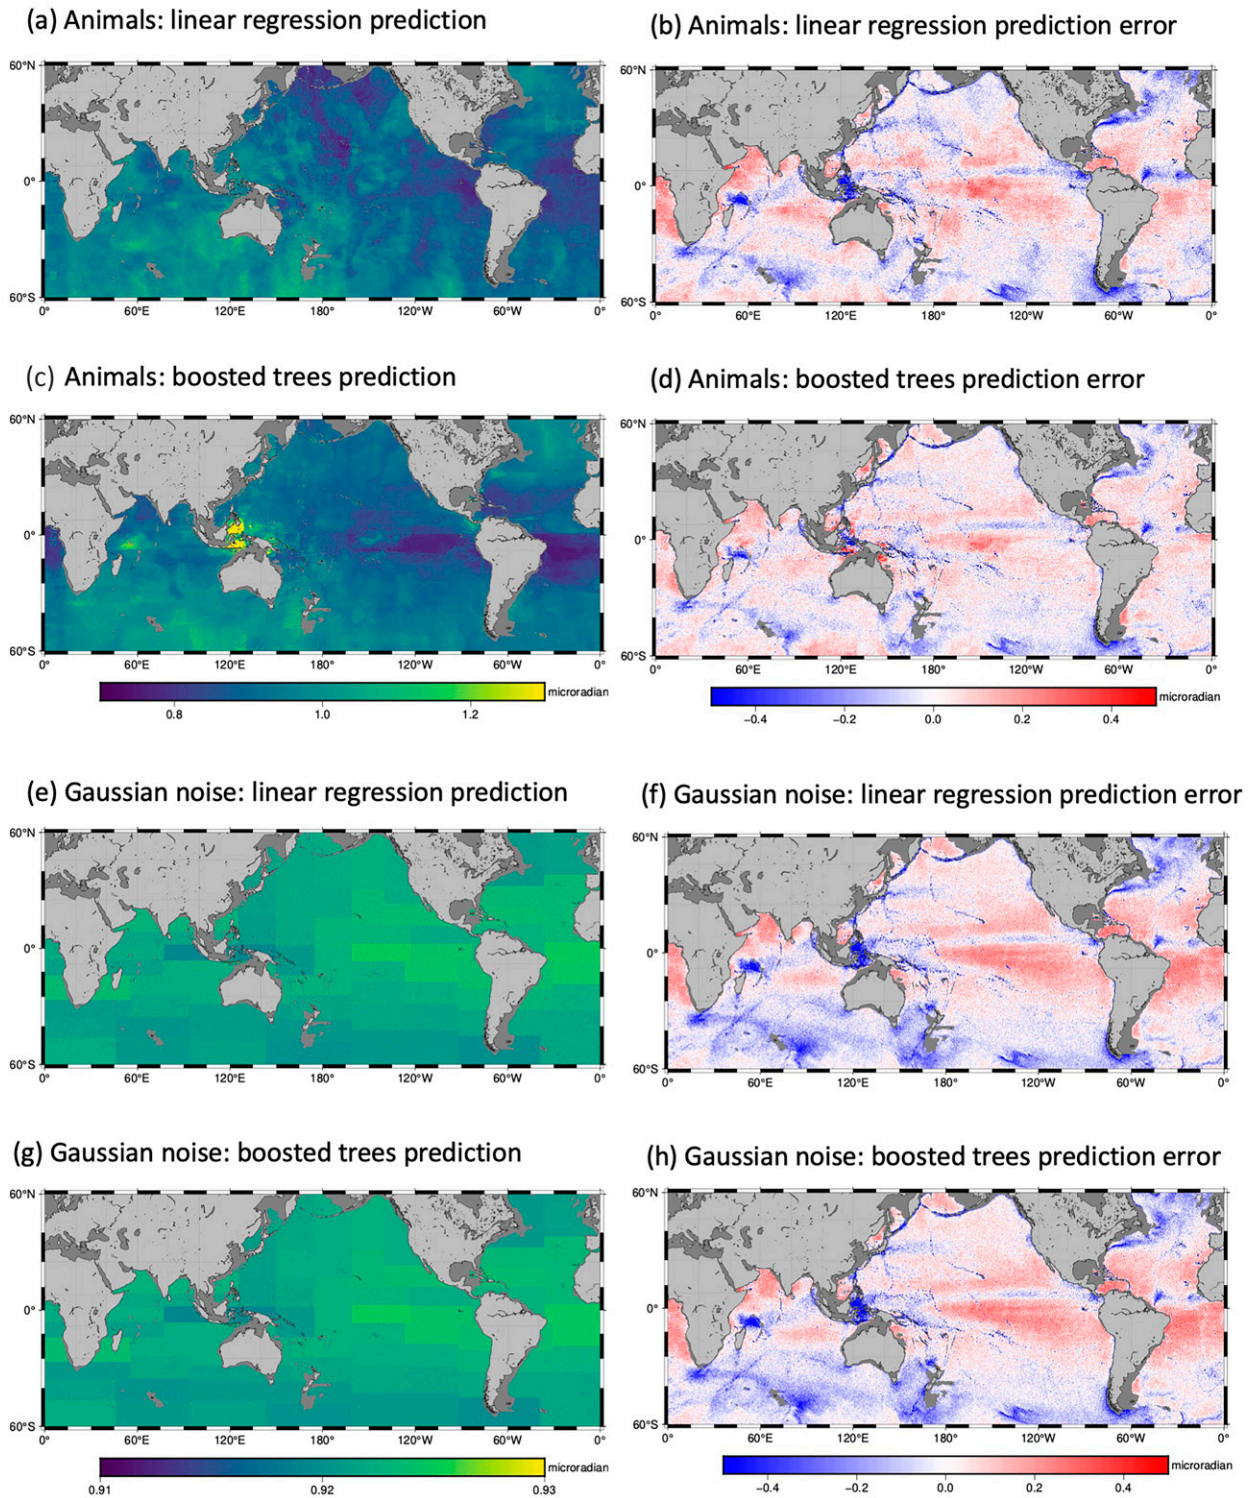 (a) Animals: linear regression prediction
(b) Animals: linear regression prediction error
60°N
0°
60°S
0° 60°E 120°E 180° 120°W 60°W 0°
60°N
0°
60°S
0° 60°E 120°E 180° 120°W 60°W 0°
(c) Animals: boosted trees prediction
(d) Animals: boosted trees prediction error
60°N
0°
60°S
0° 60°E 120°E 180° 120°W 60°W 0°
microradian
0.8 1.0 1.2
60°N
0°
60°S
0° 60°E 120°E 180° 120°W 60°W 0°
microradian
−0.4 −0.2 0.0 0.2 0.4
(e) Gaussian noise: linear regression prediction
(f) Gaussian noise: linear regression prediction error
60°N
0°
60°S
0° 60°E 120°E 180° 120°W 60°W 0°
60°N
0°
60°S
0° 60°E 120°E 180° 120°W 60°W 0°
(g) Gaussian noise: boosted trees prediction
(h) Gaussian noise: boosted trees prediction error
60°N
0°
60°S
0° 60°E 120°E 180° 120°W 60°W 0°
microradian
0.91 0.92 0.93
60°N
0°
60°S
0° 60°E 120°E 180° 120°W 60°W 0°
microradian
−0.4 −0.2 0.0 0.2 0.4